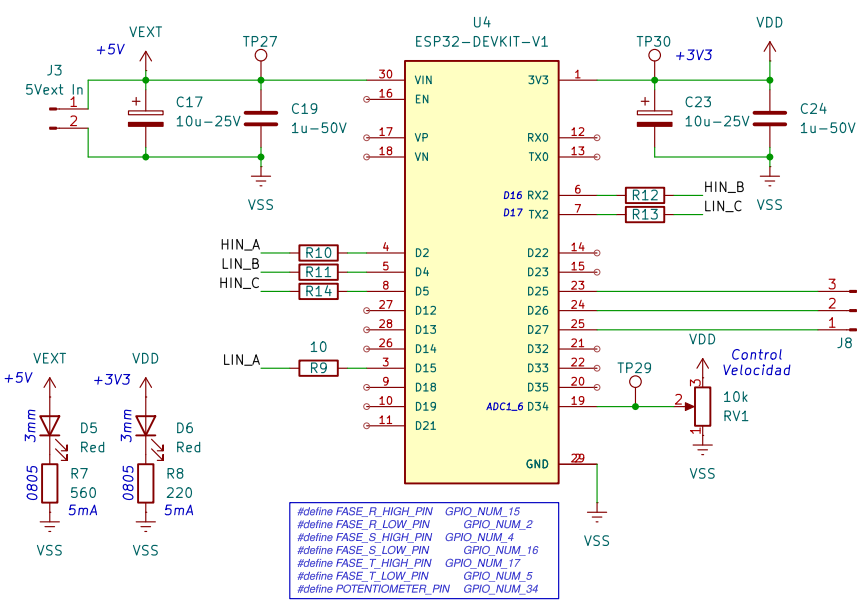 U4
ESP32-DEVKIT-V1
VEXT
+5V
TP27
J3
5Vext In
1
2
+
C17
10u-25V
C19
1u-50V
VSS
TP30
+3V3
VDD
+
C23
10u-25V
C24
1u-50V
VSS
30 VIN
16 EN
17 VP
18 VN
3V3 1
RX0 12
TX0 13
D16 RX2 6 R12 HIN_B
D17 TX2 7 R13 LIN_C
HIN_A R10 4 D2
LIN_B R11 5 D4
HIN_C R14 8 D5
27 D12
28 D13
26 D14
10
LIN_A R9 3 D15
9 D18
10 D19
11 D21
D22 14
D23 15
D25 23 3
D26 24 2
D27 25 1
J8
D32 21
D33 22
D35 20
ADC1_6 D34 19
GND 29
VSS
TP29
VDD
Control
Velocidad
3
2
1
10k
RV1
VSS
VEXT
+5V
3mm
D5
Red
0805
R7
560
5mA
VSS
VDD
+3V3
3mm
D6
Red
0805
R8
220
5mA
VSS
#define FASE_R_HIGH_PIN GPIO_NUM_15
#define FASE_R_LOW_PIN GPIO_NUM_2
#define FASE_S_HIGH_PIN GPIO_NUM_4
#define FASE_S_LOW_PIN GPIO_NUM_16
#define FASE_T_HIGH_PIN GPIO_NUM_17
#define FASE_T_LOW_PIN GPIO_NUM_5
#define POTENTIOMETER_PIN GPIO_NUM_34